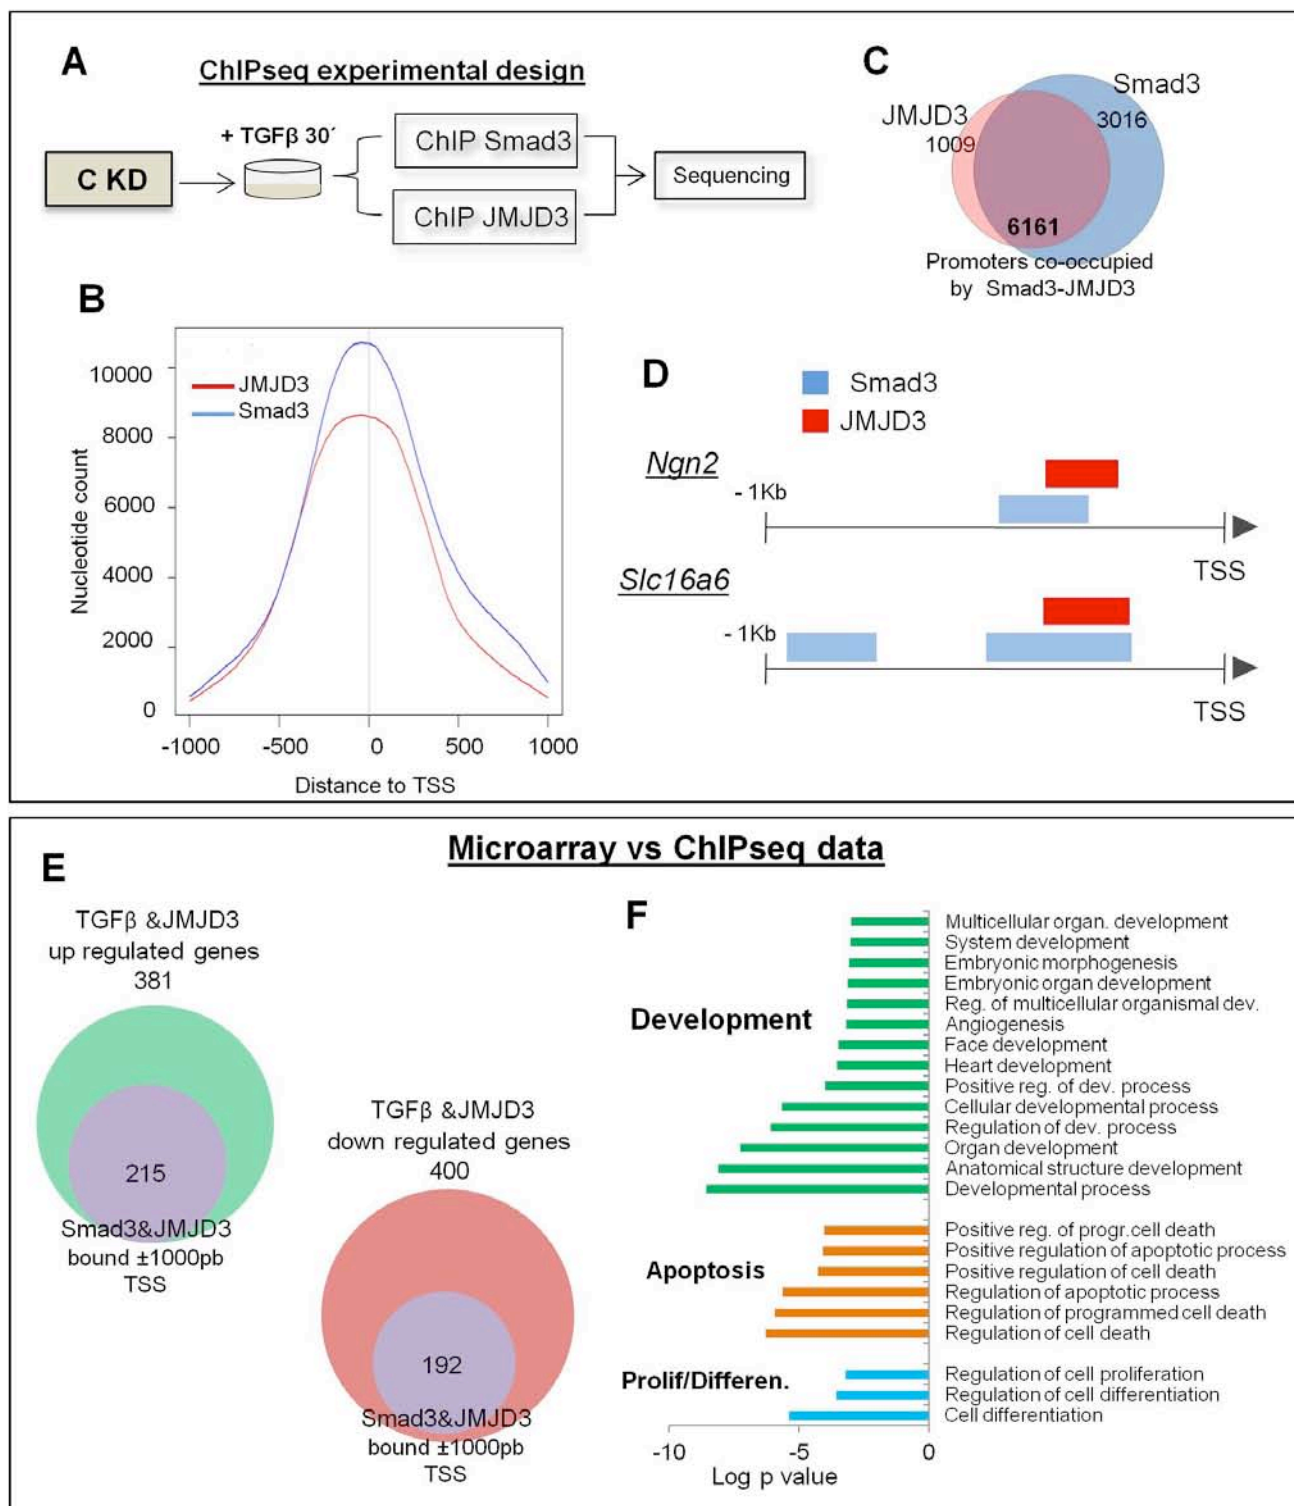 A
ChIPseq experimental design
C KD
+ TGFβ 30´
ChIP Smad3
ChIP JMJD3
Sequencing
C
Smad3
3016
JMJD3
1009
6161
Promoters co-occupied
by Smad3-JMJD3
B
JMJD3
Smad3
Nucleotide count
10000
8000
6000
4000
2000
0
-1000 -500 0 500 1000
Distance to TSS
D
Smad3
JMJD3
Ngn2
- 1Kb
TSS
Slc16a6
- 1Kb
TSS
Microarray vs ChIPseq data
E
TGFβ &JMJD3
up regulated genes
381
215
Smad3&JMJD3
bound ±1000pb
TSS
TGFβ &JMJD3
down regulated genes
400
192
Smad3&JMJD3
bound ±1000pb
TSS
F
Development
Multicellular organ. development
System development
Embryonic morphogenesis
Embryonic organ development
Reg. of multicellular organismal dev.
Angiogenesis
Face development
Heart development
Positive reg. of dev. process
Cellular developmental process
Regulation of dev. process
Organ development
Anatomical structure development
Developmental process
Apoptosis
Positive reg. of progr.cell death
Positive regulation of apoptotic process
Positive regulation of cell death
Regulation of apoptotic process
Regulation of programmed cell death
Regulation of cell death
Prolif/Differen.
Regulation of cell proliferation
Regulation of cell differentiation
Cell differentiation
-10 -5 0
Log p value